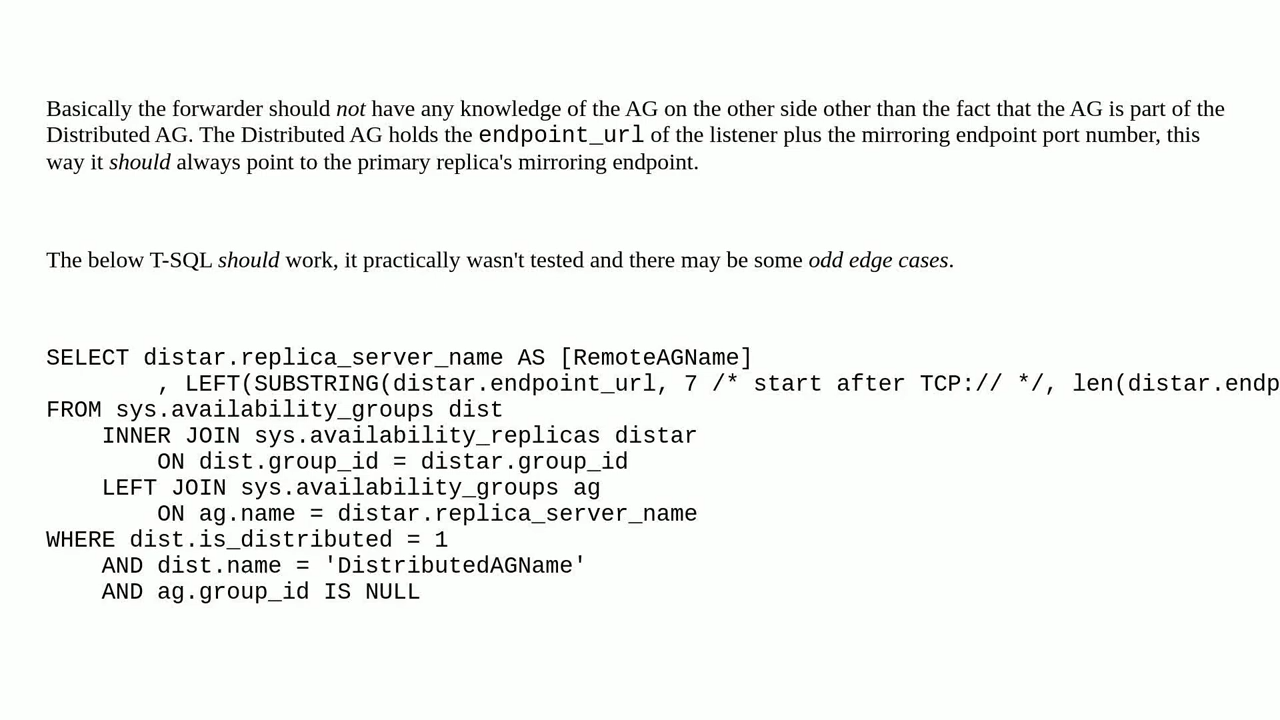 Basically the forwarder should not have any knowledge of the AG on the other side other than the fact that the AG is part of the
Distributed AG. The Distributed AG holds the endpoint_url of the listener plus the mirroring endpoint port number, this
way it should always point to the primary replica's mirroring endpoint.
The below T-SQL should work, it practically wasn't tested and there may be some odd edge cases.
SELECT distar.replica_server_name AS [RemoteAGName]
        , LEFT(SUBSTRING(distar.endpoint_url, 7 /* start after TCP:// */, len(distar.endp
FROM sys.availability_groups dist
    INNER JOIN sys.availability_replicas distar
        ON dist.group_id = distar.group_id
    LEFT JOIN sys.availability_groups ag
        ON ag.name = distar.replica_server_name
WHERE dist.is_distributed = 1
    AND dist.name = 'DistributedAGName'
    AND ag.group_id IS NULL